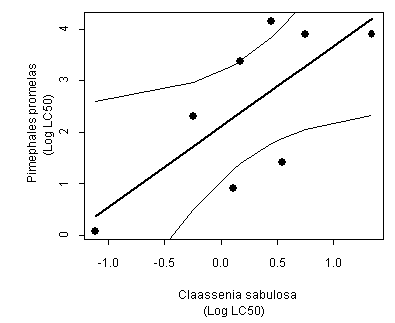 4
3
2
1
0
Pimephales promelas
(Log LC50)
-1.0 -0.5 0.0 0.5 1.0
Claassenia sabulosa
(Log LC50)